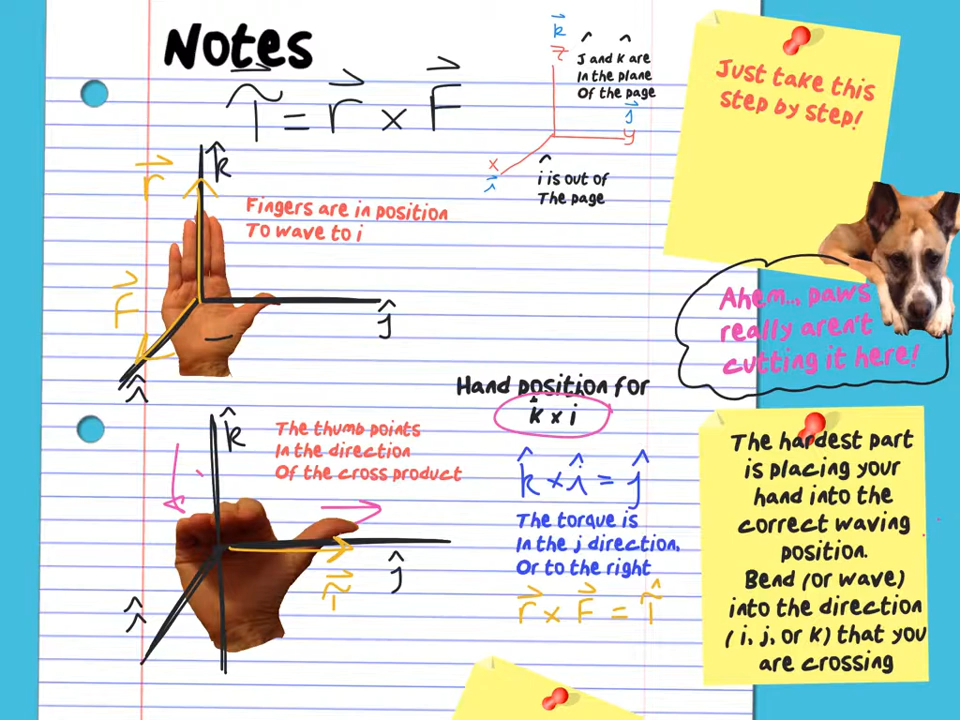 Notes
τ⃗ = r⃗ x F⃗
k⃗
z
ĵ and k̂ are
In the plane
Of the page
j⃗
y
x
i⃗
î is out of
The page
Just take this
step by step!
k̂
r⃗
Fingers are in position
To wave to i
F⃗
ĵ
î
Ahem... paws
really aren't
cutting it here!
Hand position for
k̂ x i
k̂
The thumb points
In the direction
Of the cross product
k̂ x î = ĵ
The torque is
In the j direction,
Or to the right
r⃗ x F⃗ = τ̂
ĵ
τ⃗
î
The hardest part
is placing your
hand into the
correct waving
position.
Bend (or wave)
into the direction
( i, j, or k) that you
are crossing